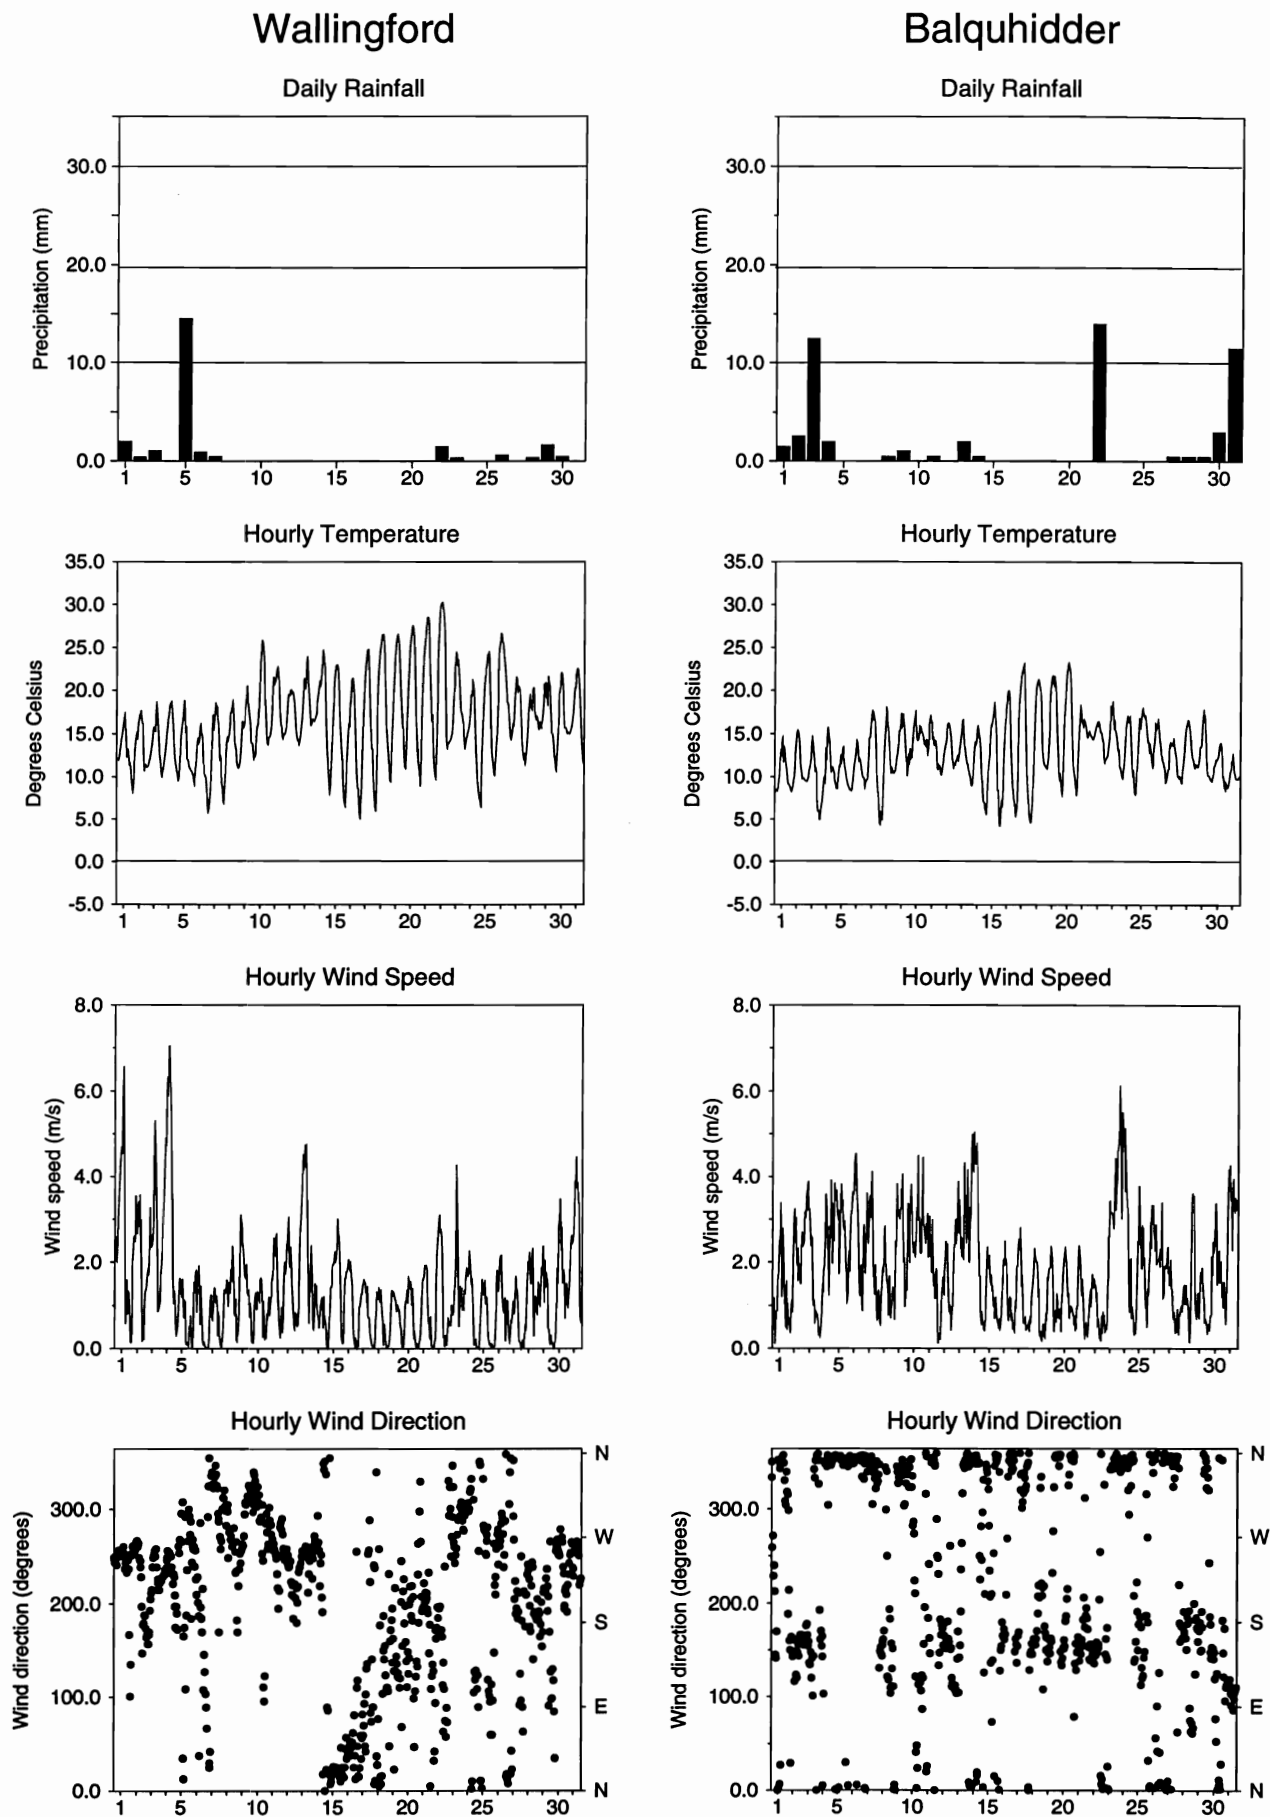 Wallingford
Balquhidder
Daily Rainfall
Daily Rainfall
Precipitation (mm)
30.0
20.0
10.0
0.0
1 5 10 15 20 25 30
Precipitation (mm)
30.0
20.0
10.0
0.0
1 5 10 15 20 25 30
Hourly Temperature
Hourly Temperature
Degrees Celsius
35.0
30.0
25.0
20.0
15.0
10.0
5.0
0.0
-5.0
1 5 10 15 20 25 30
Degrees Celsius
35.0
30.0
25.0
20.0
15.0
10.0
5.0
0.0
-5.0
1 5 10 15 20 25 30
Hourly Wind Speed
Hourly Wind Speed
Wind speed (m/s)
8.0
6.0
4.0
2.0
0.0
1 5 10 15 20 25 30
Wind speed (m/s)
8.0
6.0
4.0
2.0
0.0
1 5 10 15 20 25 30
Hourly Wind Direction
Hourly Wind Direction
Wind direction (degrees)
300.0
200.0
100.0
0.0
N
W
S
E
N
1 5 10 15 20 25 30
Wind direction (degrees)
300.0
200.0
100.0
0.0
N
W
S
E
N
1 5 10 15 20 25 30